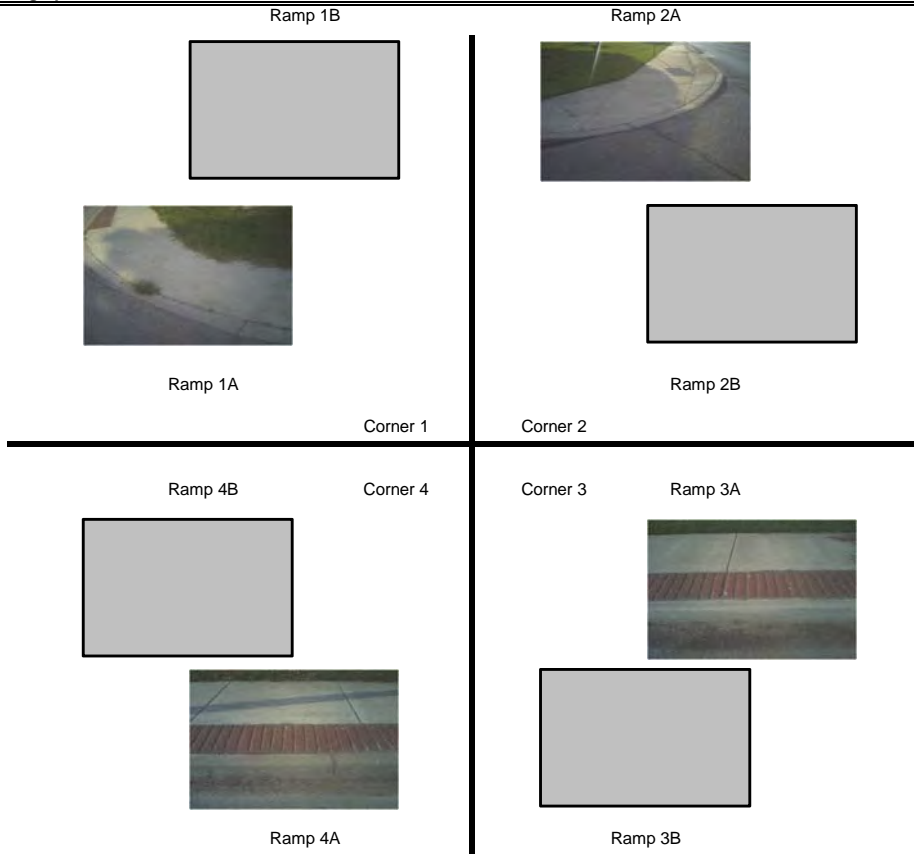 Ramp 1B Ramp 2A
Ramp 1A Ramp 2B
Corner 1 Corner 2
Ramp 4B Corner 4 Corner 3 Ramp 3A
Ramp 4A Ramp 3B